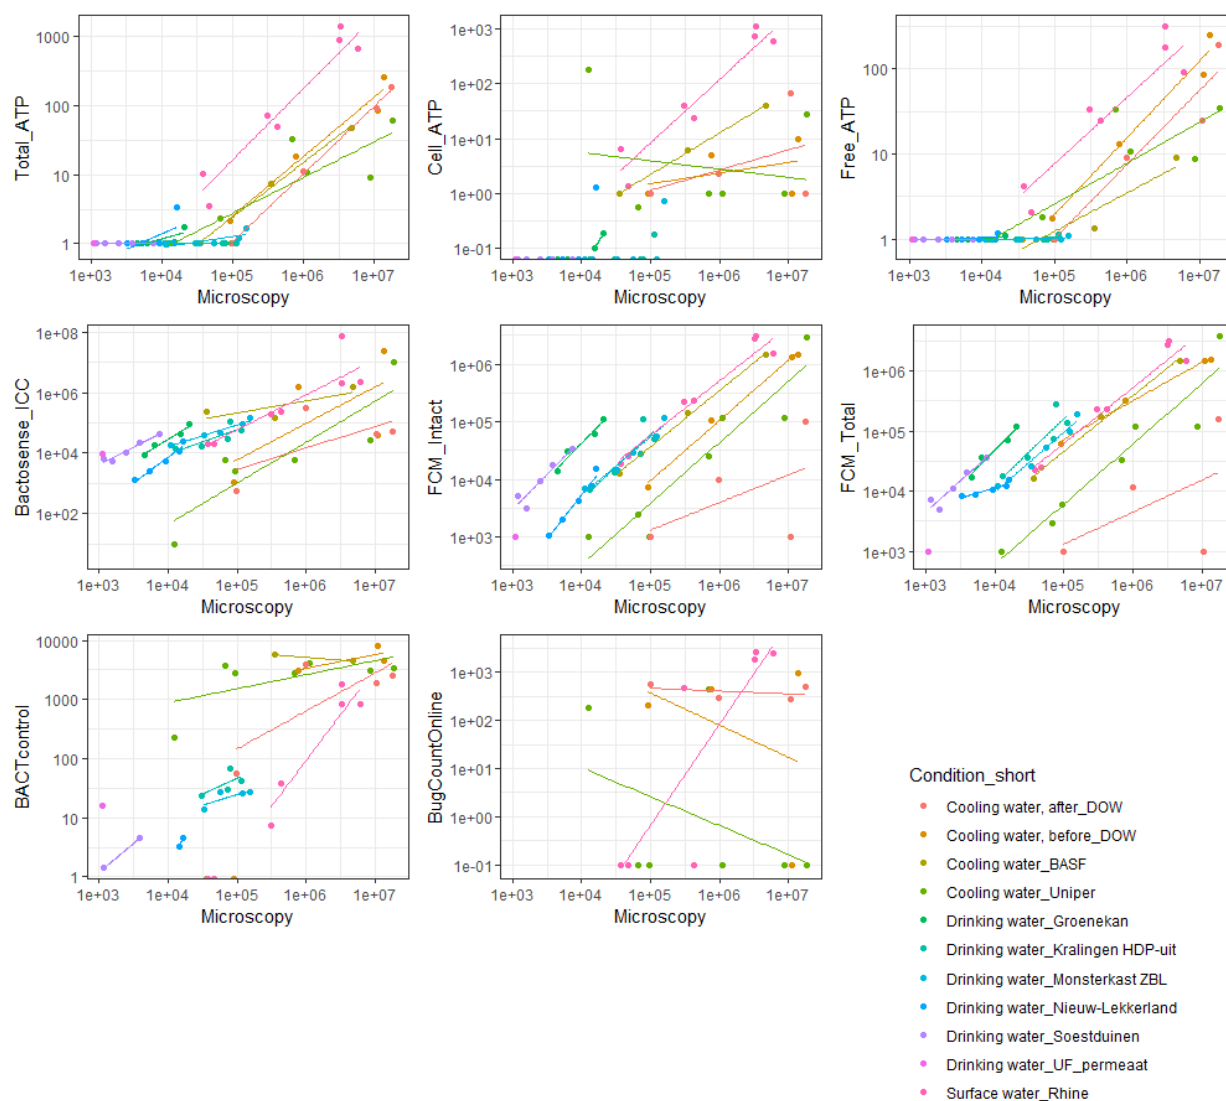 1000
100
10
1
Total_ATP
1e+03 1e+04 1e+05 1e+06 1e+07
Microscopy
1e+03
1e+02
1e+01
1e+00
1e-01
Cell_ATP
1e+03 1e+04 1e+05 1e+06 1e+07
Microscopy
100
10
1
Free_ATP
1e+03 1e+04 1e+05 1e+06 1e+07
Microscopy
1e+08
1e+06
1e+04
1e+02
Bactosense_ICC
1e+03 1e+04 1e+05 1e+06 1e+07
Microscopy
1e+06
1e+05
1e+04
1e+03
FCM_Intact
1e+03 1e+04 1e+05 1e+06 1e+07
Microscopy
1e+06
1e+05
1e+04
1e+03
FCM_Total
1e+03 1e+04 1e+05 1e+06 1e+07
Microscopy
10000
1000
100
10
1
BACTcontrol
1e+03 1e+04 1e+05 1e+06 1e+07
Microscopy
1e+03
1e+02
1e+01
1e+00
1e-01
BugCountOnline
1e+03 1e+04 1e+05 1e+06 1e+07
Microscopy
Condition_short
Cooling water, after_DOW
Cooling water, before_DOW
Cooling water_BASF
Cooling water_Uniper
Drinking water_Groenekan
Drinking water_Kralingen HDP-uit
Drinking water_Monsterkast ZBL
Drinking water_Nieuw-Lekkerland
Drinking water_Soestduinen
Drinking water_UF_permeaat
Surface water_Rhine